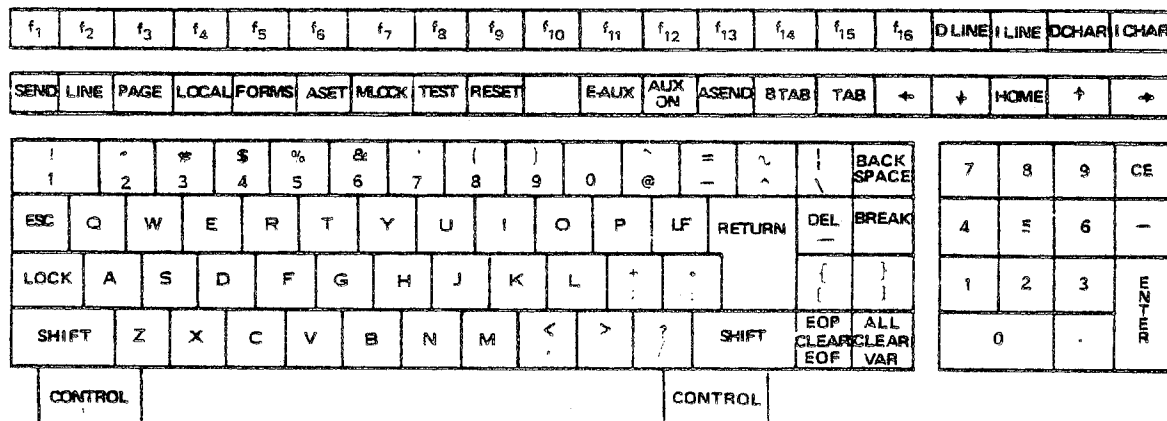 f1 f2 f3 f4 f5 f6 f7 f8 f9 f10 f11 f12 f13 f14 f15 f16 D LINE I LINE DCHAR I CHAR
SEND LINE PAGE LOCAL FORMS ASET MLOCK TEST RESET E-AUX AUX ON ASEND BTAB TAB ← ↓ HOME ↑ →
! " # $ % & ' ( ) ~ = ~ ¦ BACK SPACE
1 2 3 4 5 6 7 8 9 0 @ — ^ \ 7 8 9 CE
ESC Q W E R T Y U I O P LF RETURN DEL — BREAK 4 5 6 —
LOCK A S D F G H J K L + ; * : { [ } ] 1 2 3 ENTER
SHIFT Z X C V B N M < , > ? / SHIFT EOP CLEAR EOF ALL CLEAR VAR 0 .
CONTROL CONTROL